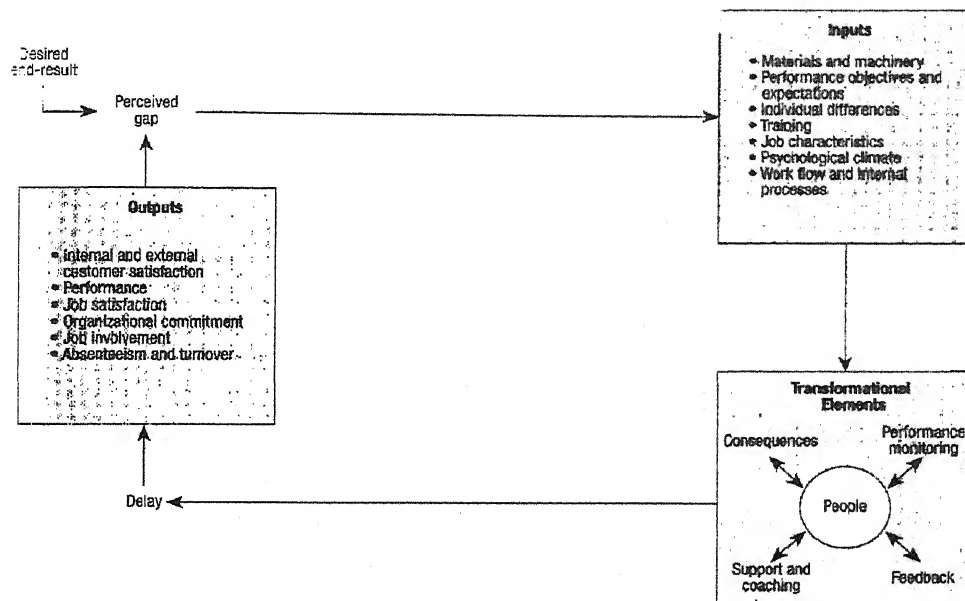 Desired
end-result
Perceived
gap
Inputs
• Materials and machinery
• Performance objectives and
expectations
• Individual differences
• Training
• Job characteristics
• Psychological climate
• Work flow and internal
processes
Outputs
• Internal and external
customer satisfaction
• Performance
• Job satisfaction
• Organizational commitment
• Job involvement
• Absenteeism and turnover
Delay
Transformational
Elements
Consequences
Performance
monitoring
People
Support and
coaching
Feedback